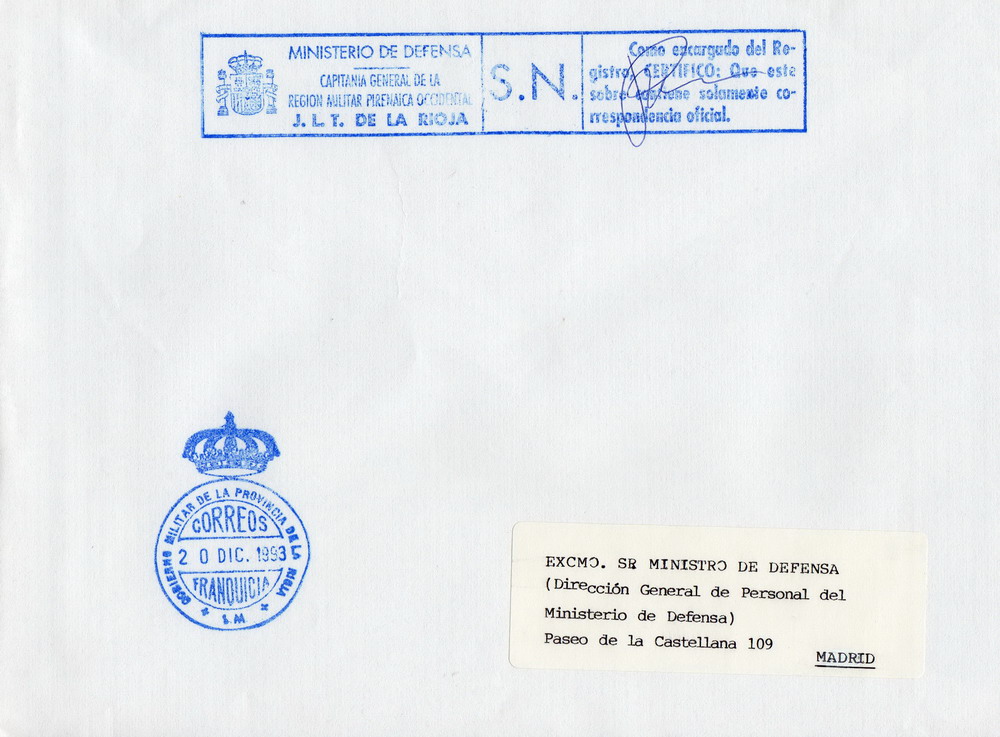 MINISTERIO DE DEFENSA
CAPITANIA GENERAL DE LA
REGION MILITAR PIRENAICA OCCIDENTAL
J. L. T. DE LA RIOJA
S.N.
Como encargado del Re-
gistro, CERTIFICO: Que este
sobre contiene solamente co-
rrespondencia oficial.
GOBIERNO MILITAR DE LA PROVINCIA DE LA RIOJA
CORREOS
2 0 DIC. 1993
FRANQUICIA
S.M
EXCMO. SR MINISTRO DE DEFENSA
(Dirección General de Personal del
Ministerio de Defensa)
Paseo de la Castellana 109
MADRID